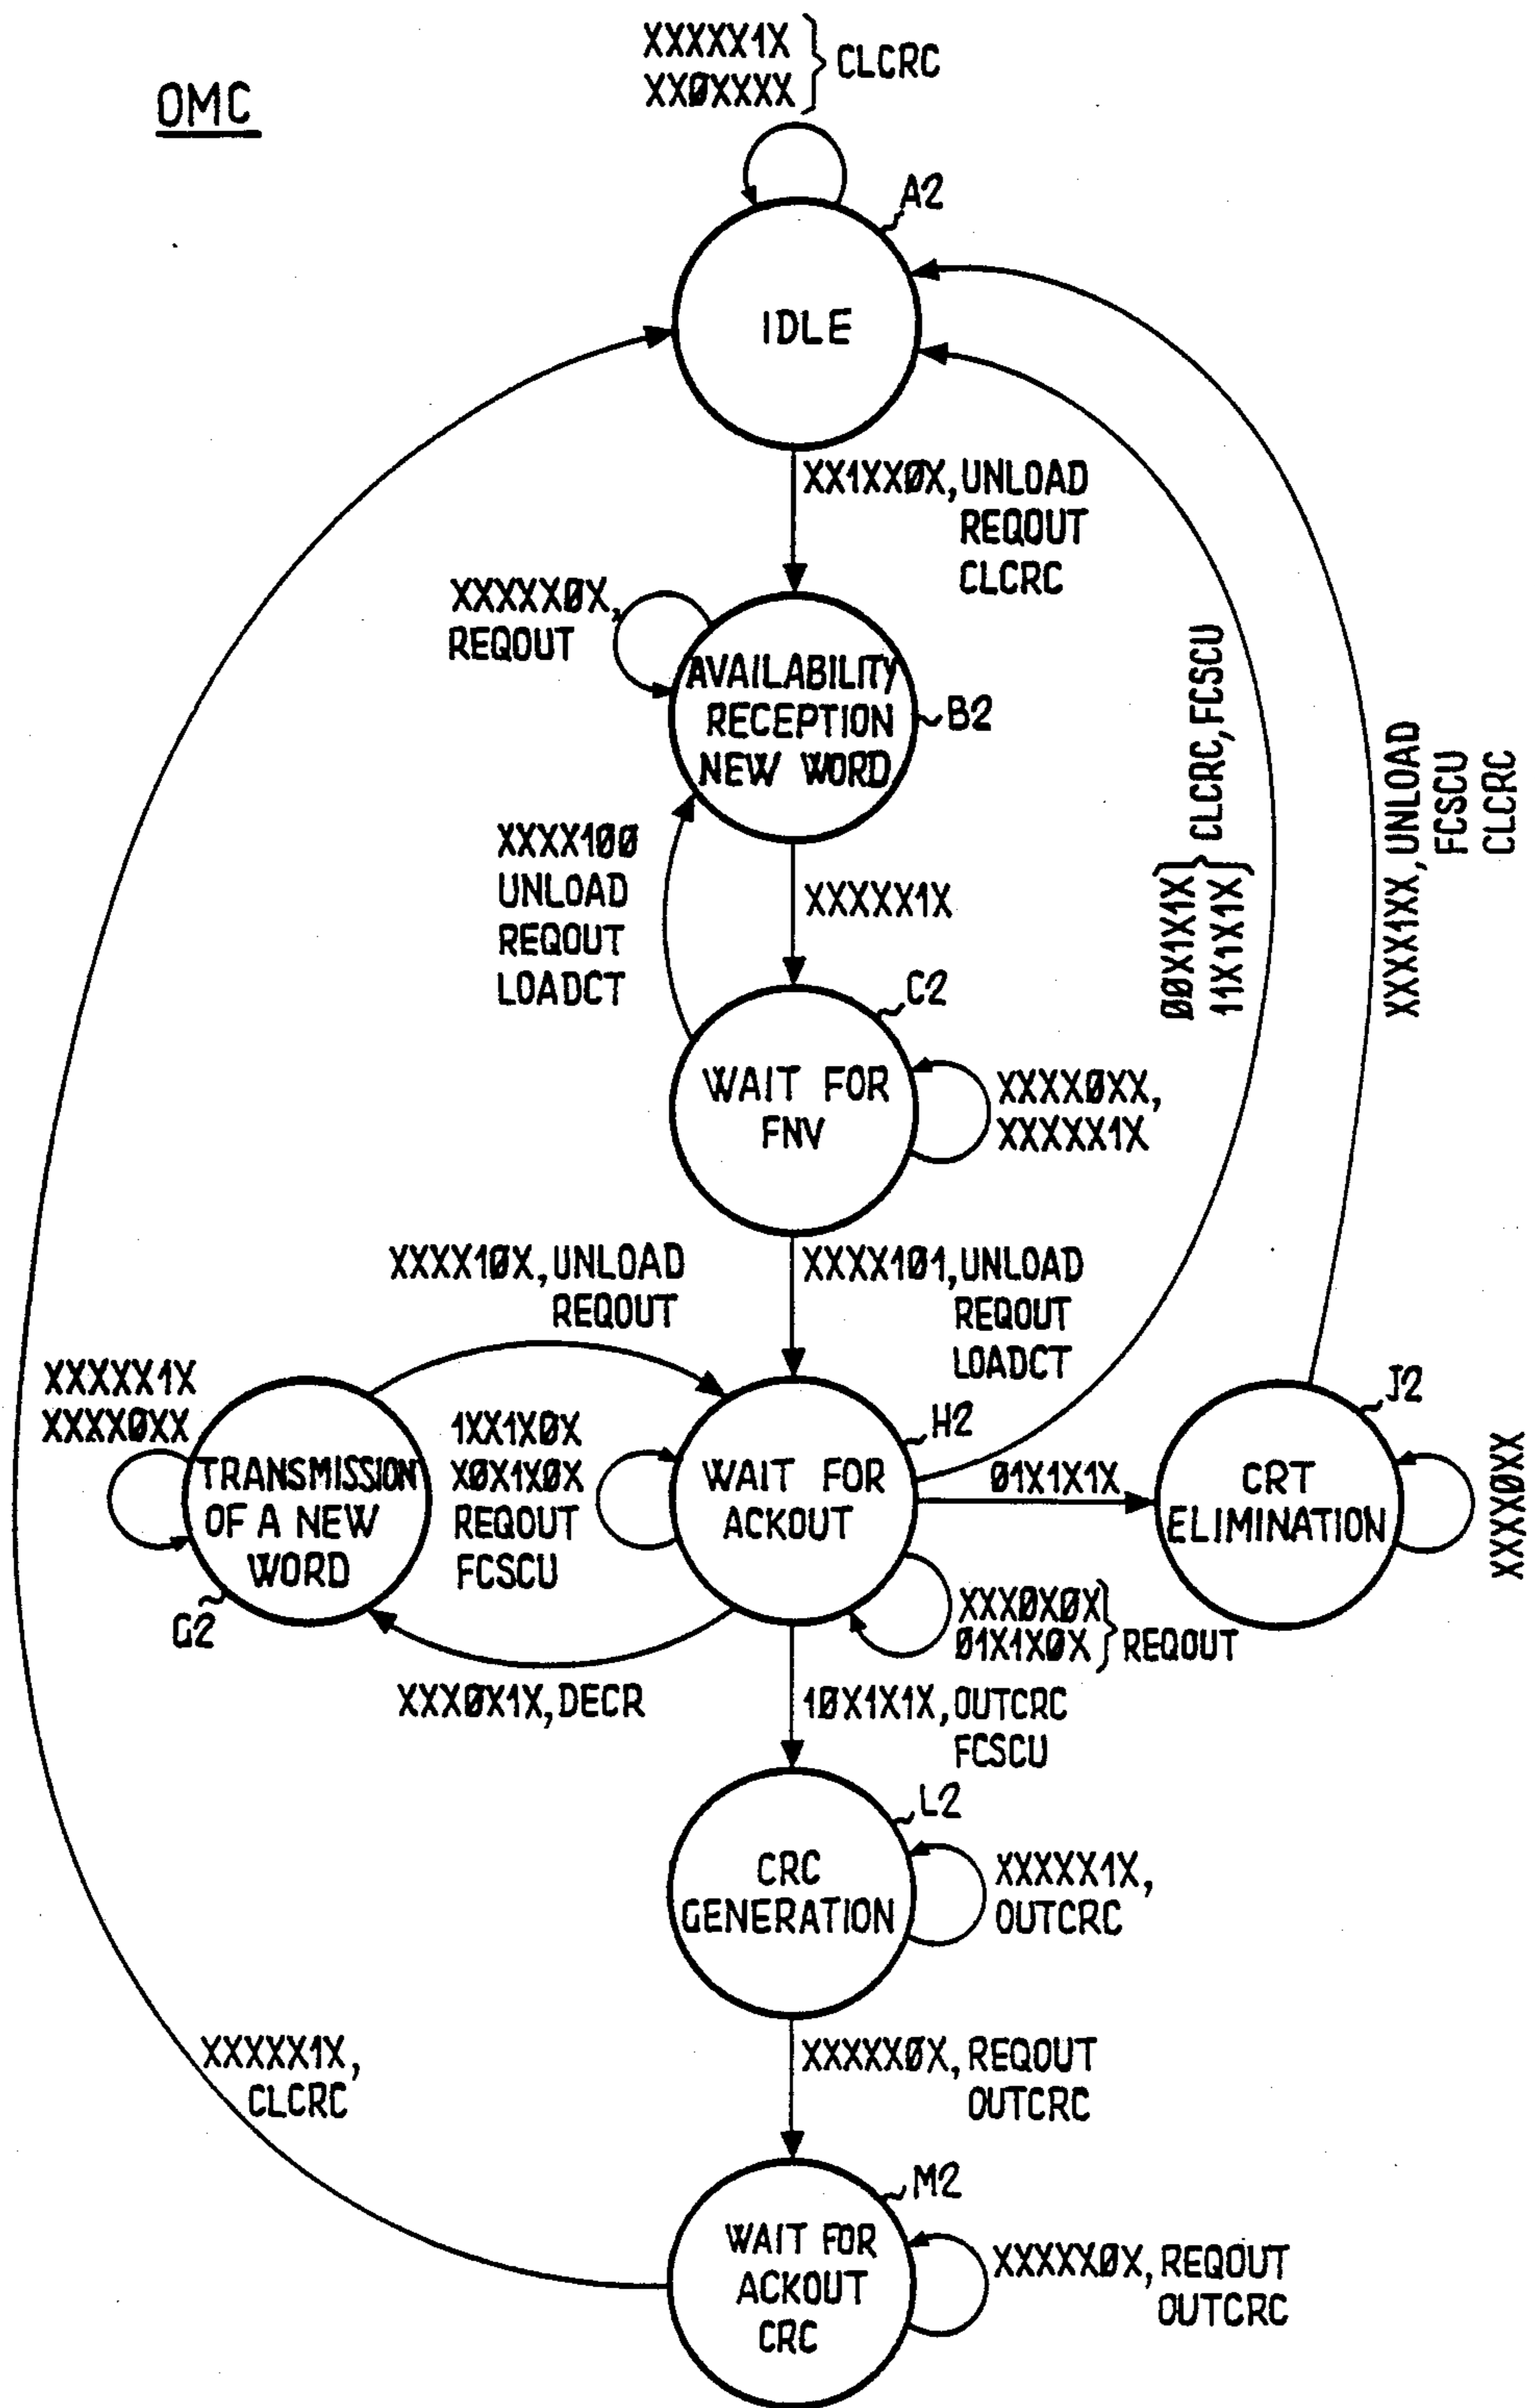 OMC
XXXXX1X
XXØXXXX } CLCRC
A2
IDLE
XX1XXØX, UNLOAD
REQOUT
CLCRC
XXXXXØX,
REQOUT
AVAILABILITY
RECEPTION
NEW WORD
B2
XXXX1ØØ
UNLOAD
REQOUT
LOADCT
XXXXX1X
C2
WAIT FOR
FNV
XXXXØXX,
XXXXX1X
ØØX1X1X
11X1X1X } CLCRC, FCSCU
XXXX1XX, UNLOAD
FCSCU
CLCRC
XXXX1ØX, UNLOAD
REQOUT
XXXX1Ø1, UNLOAD
REQOUT
LOADCT
XXXXX1X
XXXXØXX
TRANSMISSION
OF A NEW
WORD
G2
1XX1XØX
XØX1XØX
REQOUT
FCSCU
H2
WAIT FOR
ACKOUT
Ø1X1X1X
J2
CRT
ELIMINATION
XXXXØXX
XXXØXØX
Ø1X1XØX } REQOUT
XXXØX1X, DECR
1ØX1X1X, OUTCRC
FCSCU
L2
CRC
GENERATION
XXXXX1X,
OUTCRC
XXXXX1X,
CLCRC
XXXXXØX, REQOUT
OUTCRC
M2
WAIT FOR
ACKOUT
CRC
XXXXXØX, REQOUT
OUTCRC